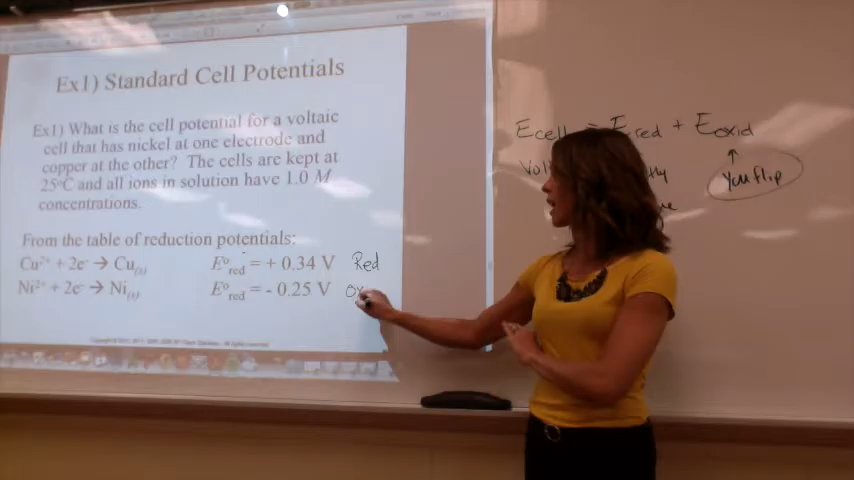 Ex1) Standard Cell Potentials
Ex1) What is the cell potential for a voltaic
cell that has nickel at one electrode and
copper at the other? The cells are kept at
25°C and all ions in solution have 1.0 M
concentrations.
From the table of reduction potentials:
Cu²⁺ + 2e⁻ → Cu(s) E°red = + 0.34 V Red
Ni²⁺ + 2e⁻ → Ni(s) E°red = - 0.25 V Ox
Ecell = Ered + Eoxid
You flip